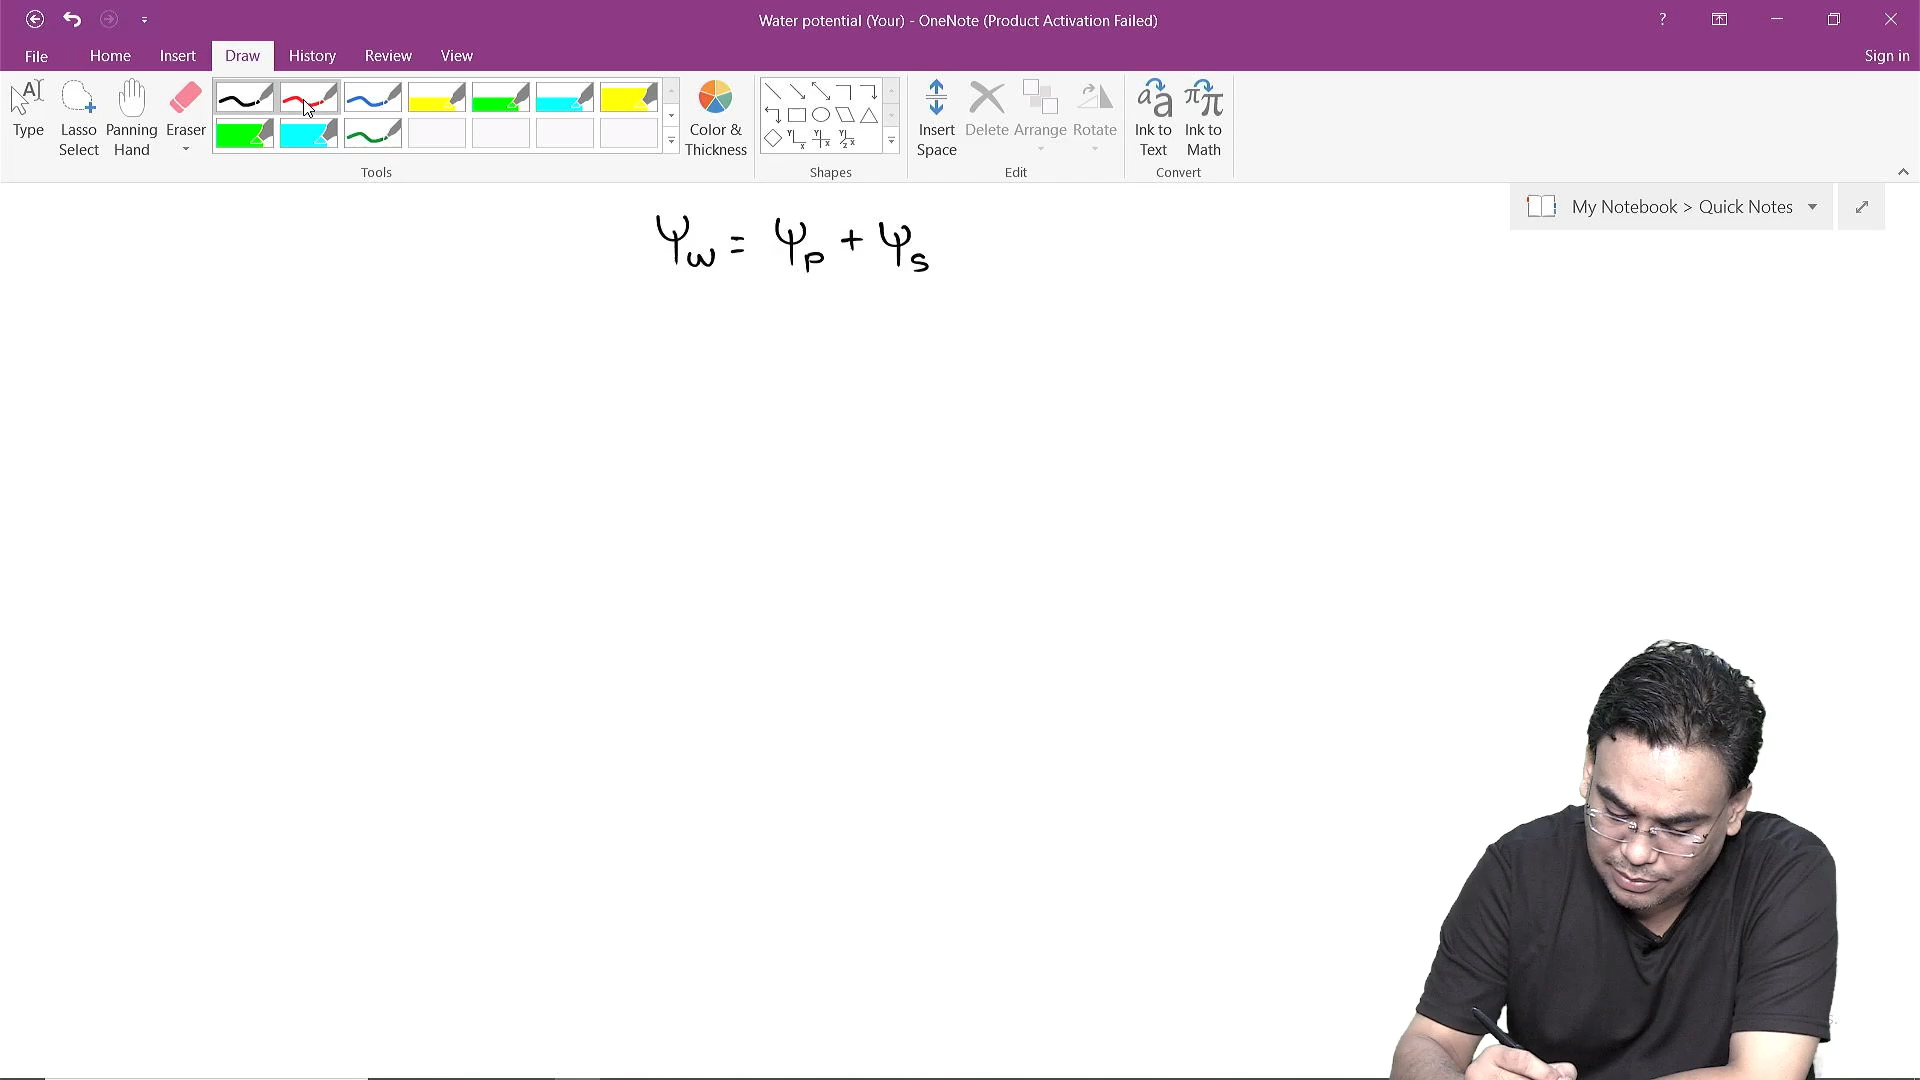 Water potential (Your) - OneNote (Product Activation Failed)
?
File Home Insert Draw History Review View
Sign in
Type
Lasso Select
Panning Hand
Eraser
Color & Thickness
Insert Space
Delete
Arrange
Rotate
Ink to Text
Ink to Math
Tools
Shapes
Edit
Convert
My Notebook > Quick Notes
Ψw = Ψp + Ψs